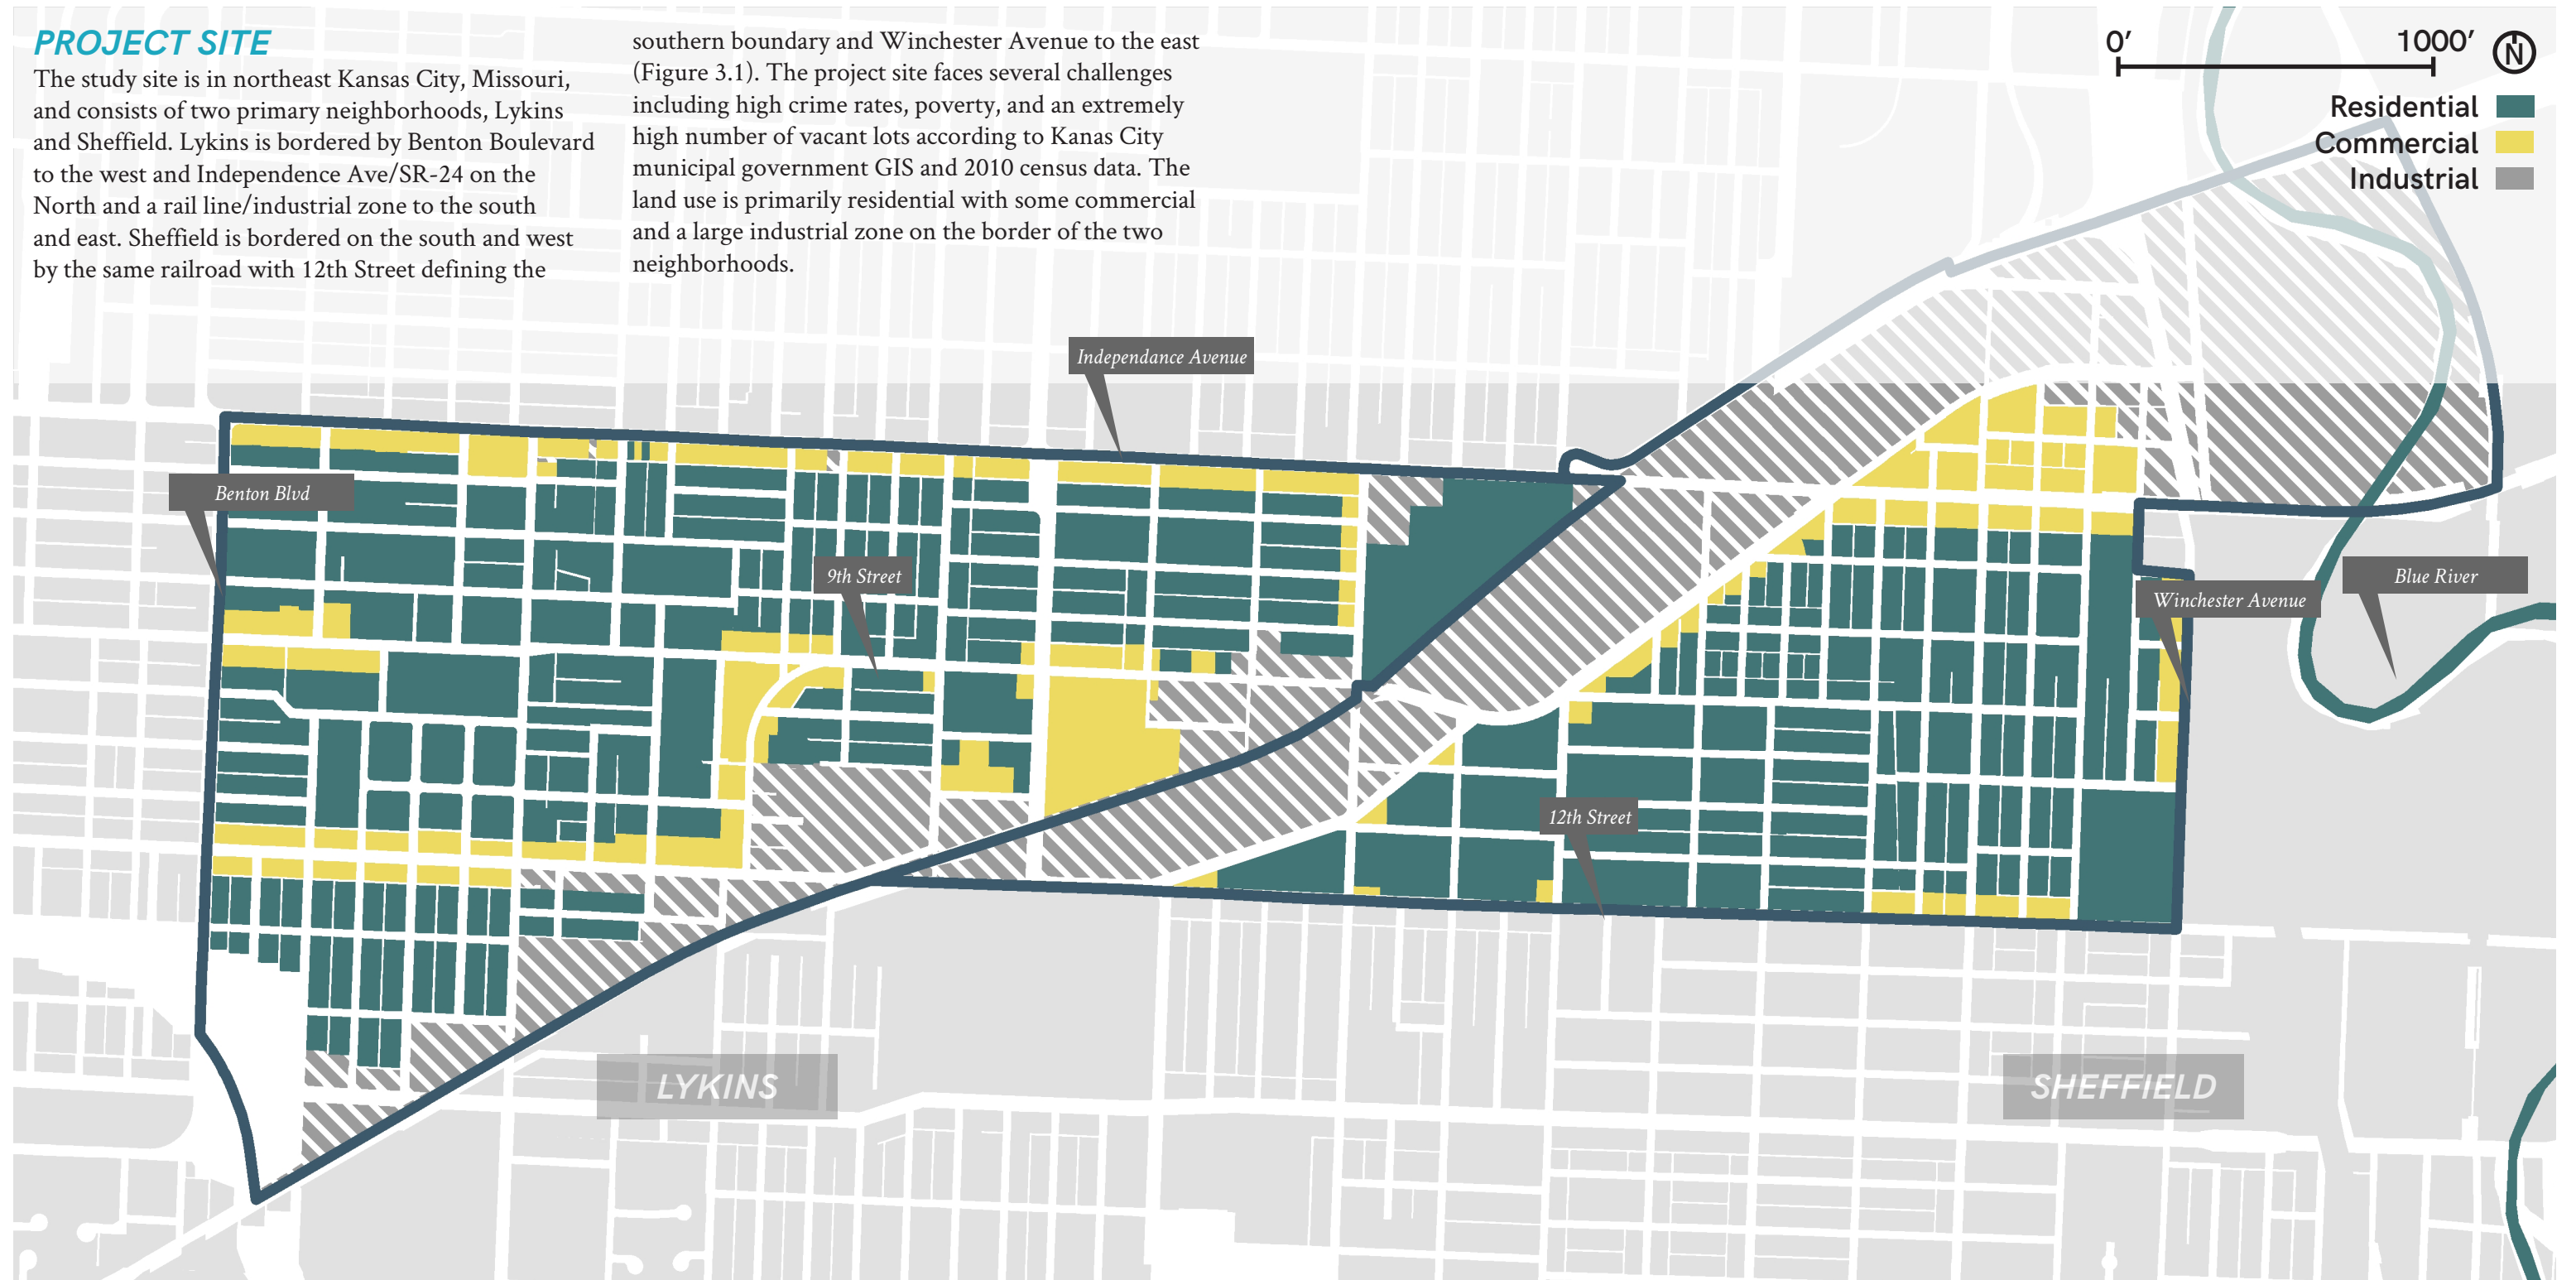 PROJECT SITE
The study site is in northeast Kansas City, Missouri,
and consists of two primary neighborhoods, Lykins
and Sheffield. Lykins is bordered by Benton Boulevard
to the west and Independence Ave/SR-24 on the
North and a rail line/industrial zone to the south
and east. Sheffield is bordered on the south and west
by the same railroad with 12th Street defining the
southern boundary and Winchester Avenue to the east
(Figure 3.1). The project site faces several challenges
including high crime rates, poverty, and an extremely
high number of vacant lots according to Kanas City
municipal government GIS and 2010 census data. The
land use is primarily residential with some commercial
and a large industrial zone on the border of the two
neighborhoods.
0' 1000' N
Residential
Commercial
Industrial
Independance Avenue
Benton Blvd
9th Street
Blue River
Winchester Avenue
12th Street
LYKINS
SHEFFIELD